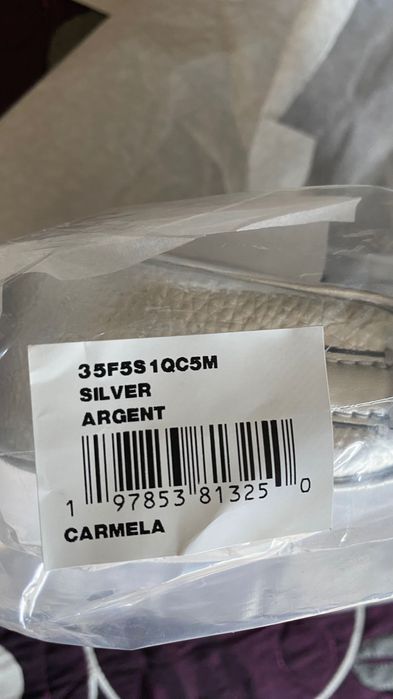 35F5S1QC5M
SILVER
ARGENT
1 97853 81325 0
CARMELA